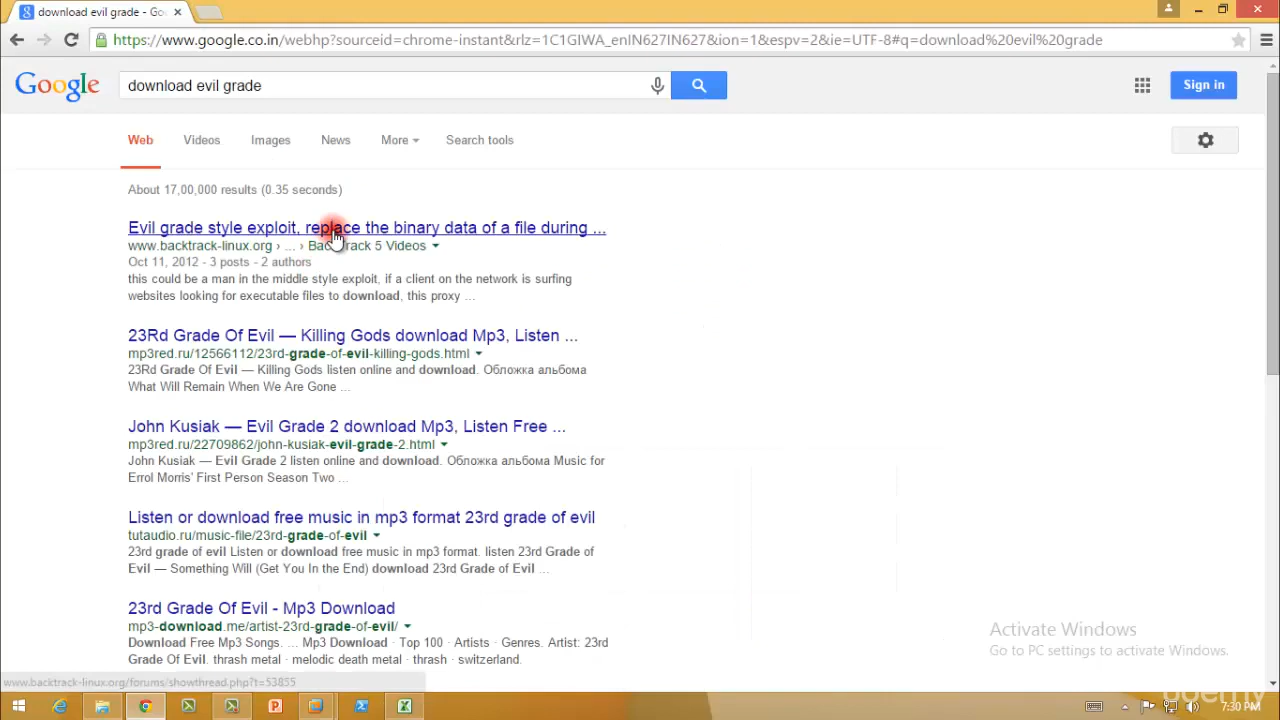 download evil grade - Go
https://www.google.co.in/webhp?sourceid=chrome-instant&rlz=1C1GIWA_enIN627IN627&ion=1&espv=2&ie=UTF-8#q=download%20evil%20grade
Google
download evil grade
Sign in
Web Videos Images News More Search tools
About 17,00,000 results (0.35 seconds)
Evil grade style exploit, replace the binary data of a file during ...
www.backtrack-linux.org › ... › BackTrack 5 Videos
Oct 11, 2012 - 3 posts - 2 authors
this could be a man in the middle style exploit, if a client on the network is surfing
websites looking for executable files to download, this proxy ...
23Rd Grade Of Evil — Killing Gods download Mp3, Listen ...
mp3red.ru/12566112/23rd-grade-of-evil-killing-gods.html
23Rd Grade Of Evil — Killing Gods listen online and download. Обложка альбома
What Will Remain When We Are Gone ...
John Kusiak — Evil Grade 2 download Mp3, Listen Free ...
mp3red.ru/22709862/john-kusiak-evil-grade-2.html
John Kusiak — Evil Grade 2 listen online and download. Обложка альбома Music for
Errol Morris' First Person Season Two ...
Listen or download free music in mp3 format 23rd grade of evil
tutaudio.ru/music-file/23rd-grade-of-evil
23rd grade of evil Listen or download free music in mp3 format. listen 23rd Grade of
Evil — Something Will (Get You In the End) download 23rd Grade of Evil ...
23rd Grade Of Evil - Mp3 Download
mp3-download.me/artist-23rd-grade-of-evil/
Download Free Mp3 Songs. ... Mp3 Download · Top 100 · Artists · Genres. Artist: 23rd
Grade Of Evil. thrash metal · melodic death metal · thrash · switzerland.
Activate Windows
Go to PC settings to activate Windows.
www.backtrack-linux.org/forums/showthread.php?t=53855
udemy
7:30 PM